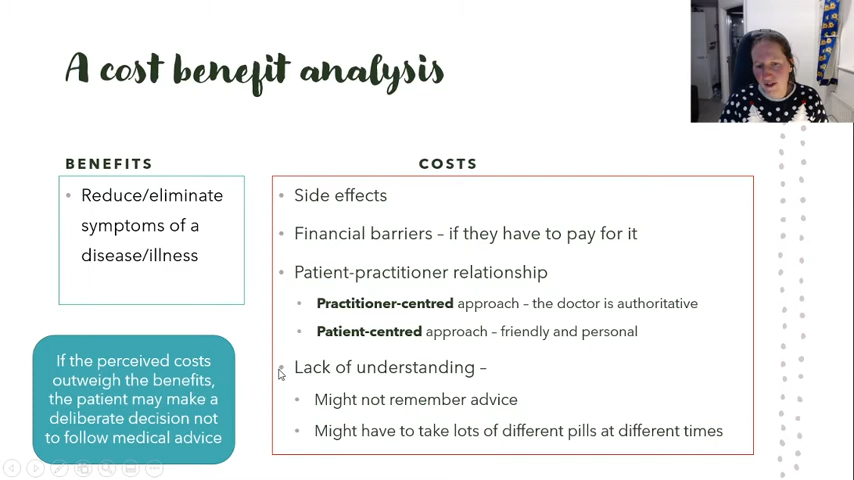 A cost benefit analysis
BENEFITS
Reduce/eliminate
symptoms of a
disease/illness
If the perceived costs
outweigh the benefits,
the patient may make a
deliberate decision not
to follow medical advice
COSTS
Side effects
Financial barriers – if they have to pay for it
Patient-practitioner relationship
Practitioner-centred approach – the doctor is authoritative
Patient-centred approach – friendly and personal
Lack of understanding –
Might not remember advice
Might have to take lots of different pills at different times